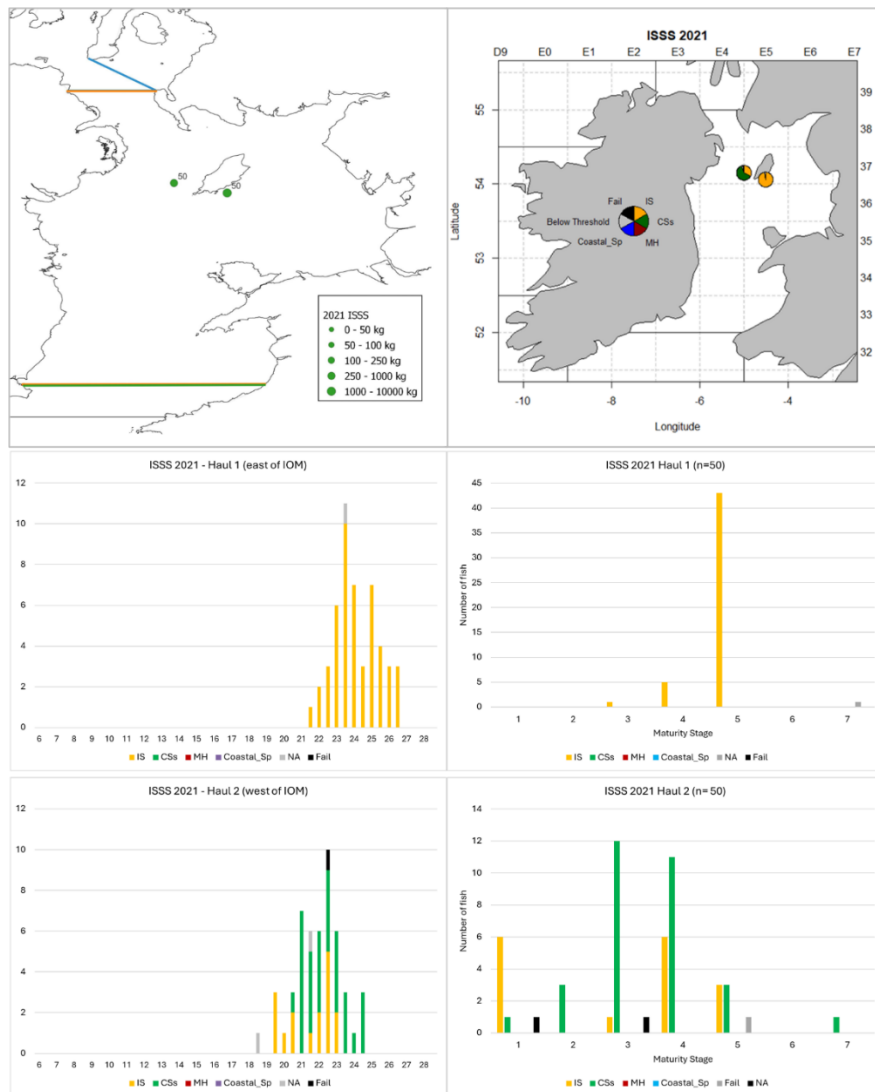 50
50
2021 ISSS
0 - 50 kg
50 - 100 kg
100 - 250 kg
250 - 1000 kg
1000 - 10000 kg
ISSS 2021
D9 E0 E1 E2 E3 E4 E5 E6 E7
55
54
53
52
Latitude
39
38
37
36
35
34
33
32
Fail IS
Below Threshold CSs
Coastal_Sp MH
-10 -8 -6 -4
Longitude
ISSS 2021 - Haul 1 (east of IOM)
12
10
8
6
4
2
0
6 7 8 9 10 11 12 13 14 15 16 17 18 19 20 21 22 23 24 25 26 27 28
IS CSs MH Coastal_Sp NA Fail
ISSS 2021 Haul 1 (n=50)
45
40
35
30
25
20
15
10
5
0
Number of fish
1 2 3 4 5 6 7
Maturity Stage
IS CSs MH Coastal_Sp NA Fail
ISSS 2021 - Haul 2 (west of IOM)
12
10
8
6
4
2
0
6 7 8 9 10 11 12 13 14 15 16 17 18 19 20 21 22 23 24 25 26 27 28
IS CSs MH Coastal_Sp NA Fail
ISSS 2021 Haul 2 (n= 50)
14
12
10
8
6
4
2
0
Number of fish
1 2 3 4 5 6 7
Maturity Stage
IS CSs MH Coastal_Sp Fail NA